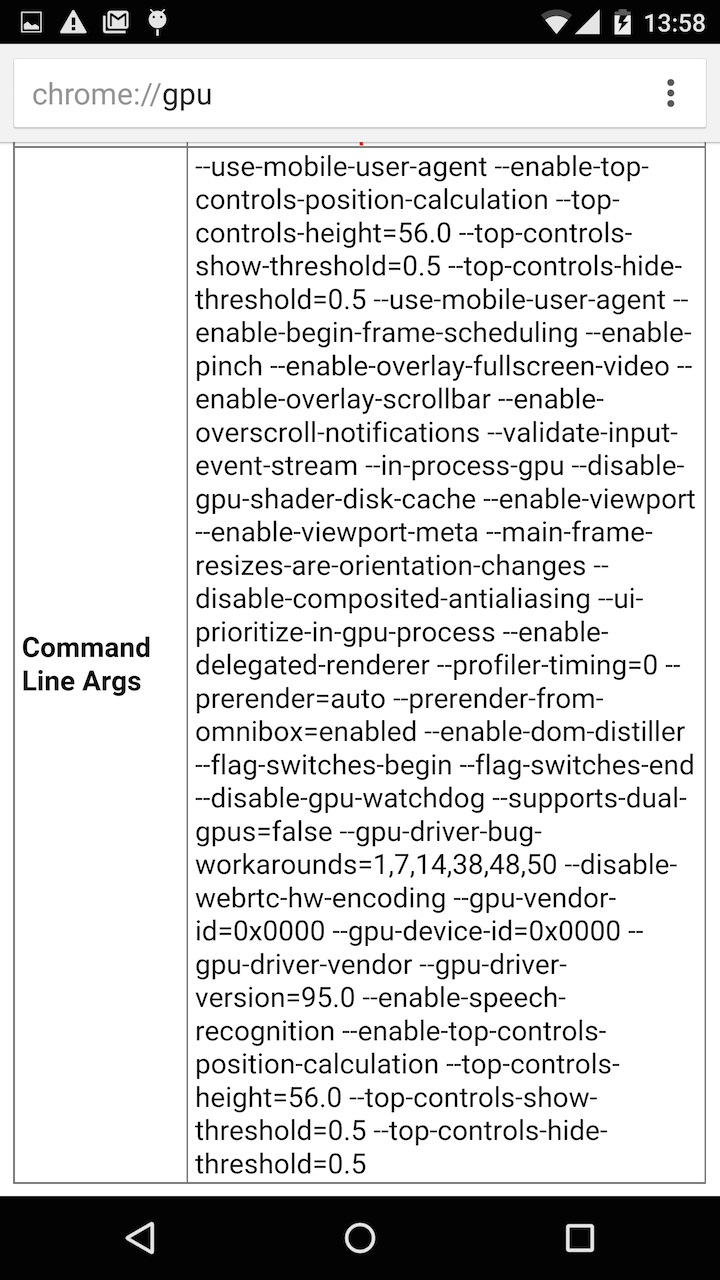 13:58
chrome://gpu
Command
Line Args
--use-mobile-user-agent --enable-top-
controls-position-calculation --top-
controls-height=56.0 --top-controls-
show-threshold=0.5 --top-controls-hide-
threshold=0.5 --use-mobile-user-agent --
enable-begin-frame-scheduling --enable-
pinch --enable-overlay-fullscreen-video --
enable-overlay-scrollbar --enable-
overscroll-notifications --validate-input-
event-stream --in-process-gpu --disable-
gpu-shader-disk-cache --enable-viewport
--enable-viewport-meta --main-frame-
resizes-are-orientation-changes --
disable-composited-antialiasing --ui-
prioritize-in-gpu-process --enable-
delegated-renderer --profiler-timing=0 --
prerender=auto --prerender-from-
omnibox=enabled --enable-dom-distiller
--flag-switches-begin --flag-switches-end
--disable-gpu-watchdog --supports-dual-
gpus=false --gpu-driver-bug-
workarounds=1,7,14,38,48,50 --disable-
webrtc-hw-encoding --gpu-vendor-
id=0x0000 --gpu-device-id=0x0000 --
gpu-driver-vendor --gpu-driver-
version=95.0 --enable-speech-
recognition --enable-top-controls-
position-calculation --top-controls-
height=56.0 --top-controls-show-
threshold=0.5 --top-controls-hide-
threshold=0.5